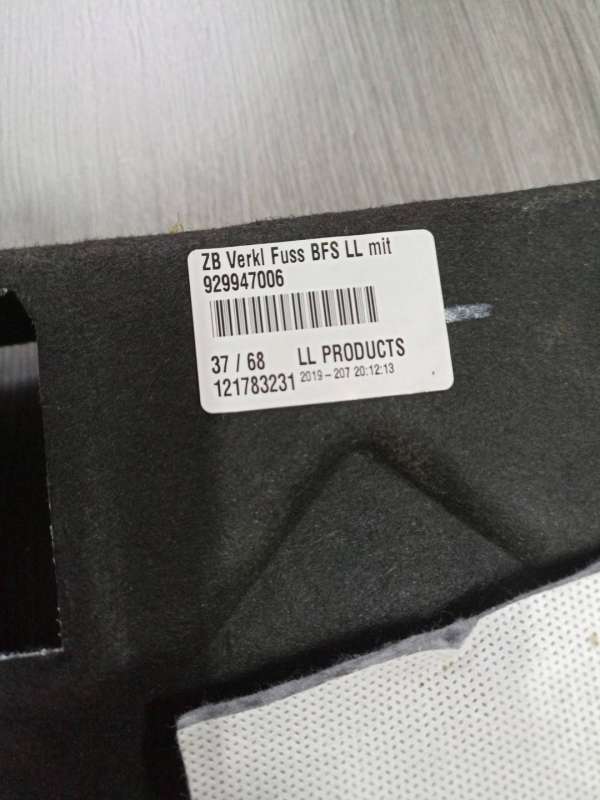 ZB Verkl Fuss BFS LL mit
929947006
37 / 68 LL PRODUCTS
121783231 2019-207 20:12:13